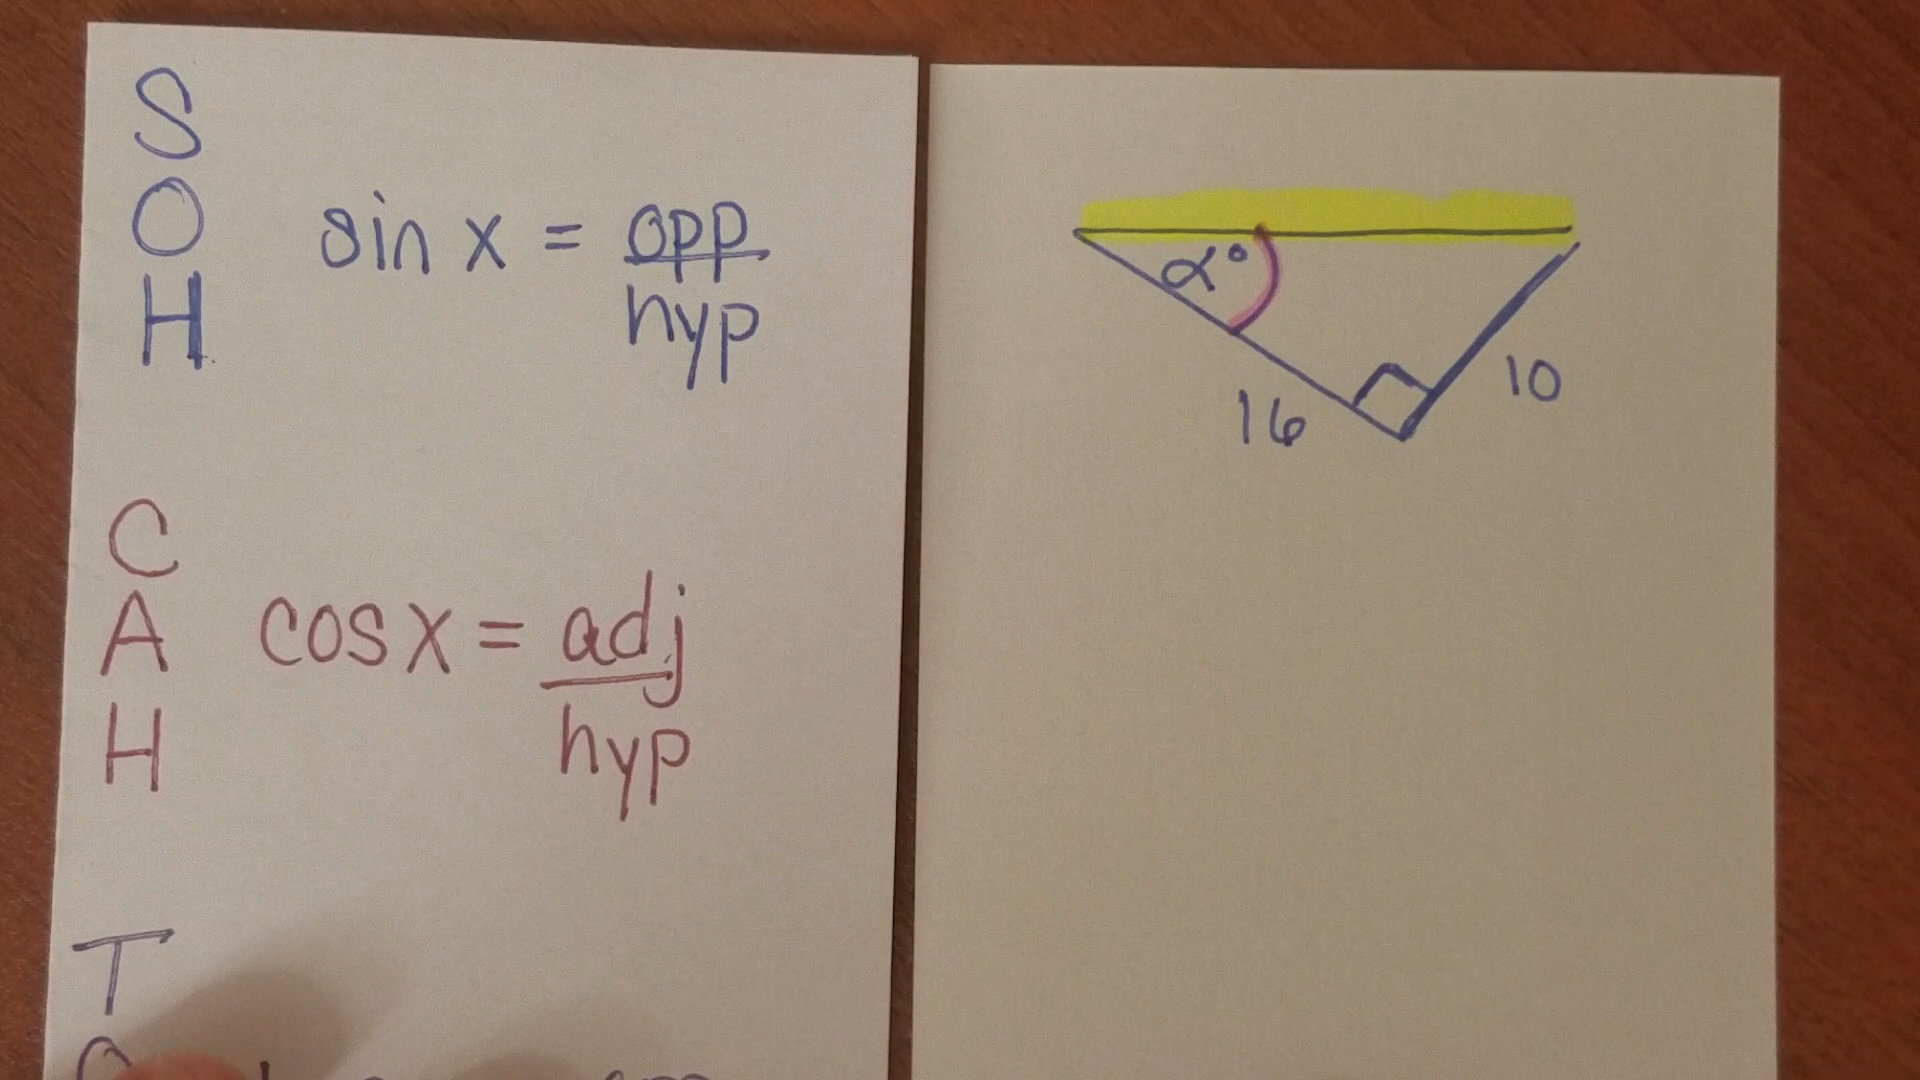 S
O
H
sin x = opp
hyp
C
A
H
cos x = adj
hyp
T
α°
16
10